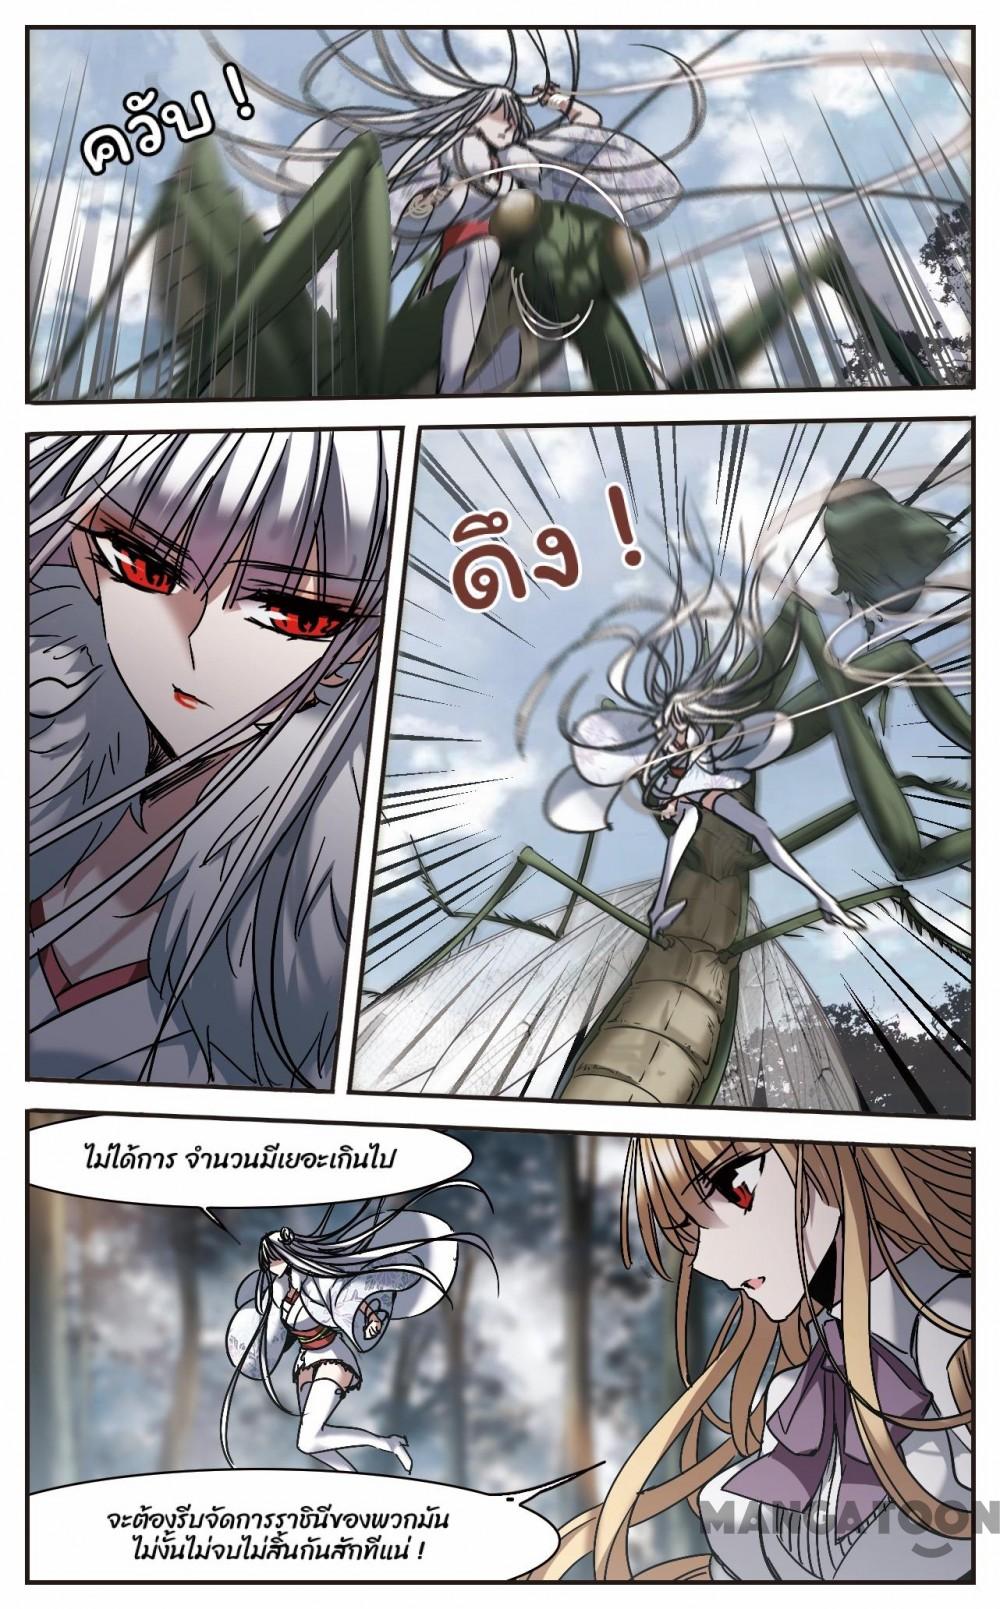 ควับ !
ดึง !
ไม่ได้การ จำนวนมีเยอะเกินไป
จะต้องรีบจัดการราชินีของพวกมัน
ไม่งั้นไม่จบไม่สิ้นกันสักทีแน่ !
MANGATOON